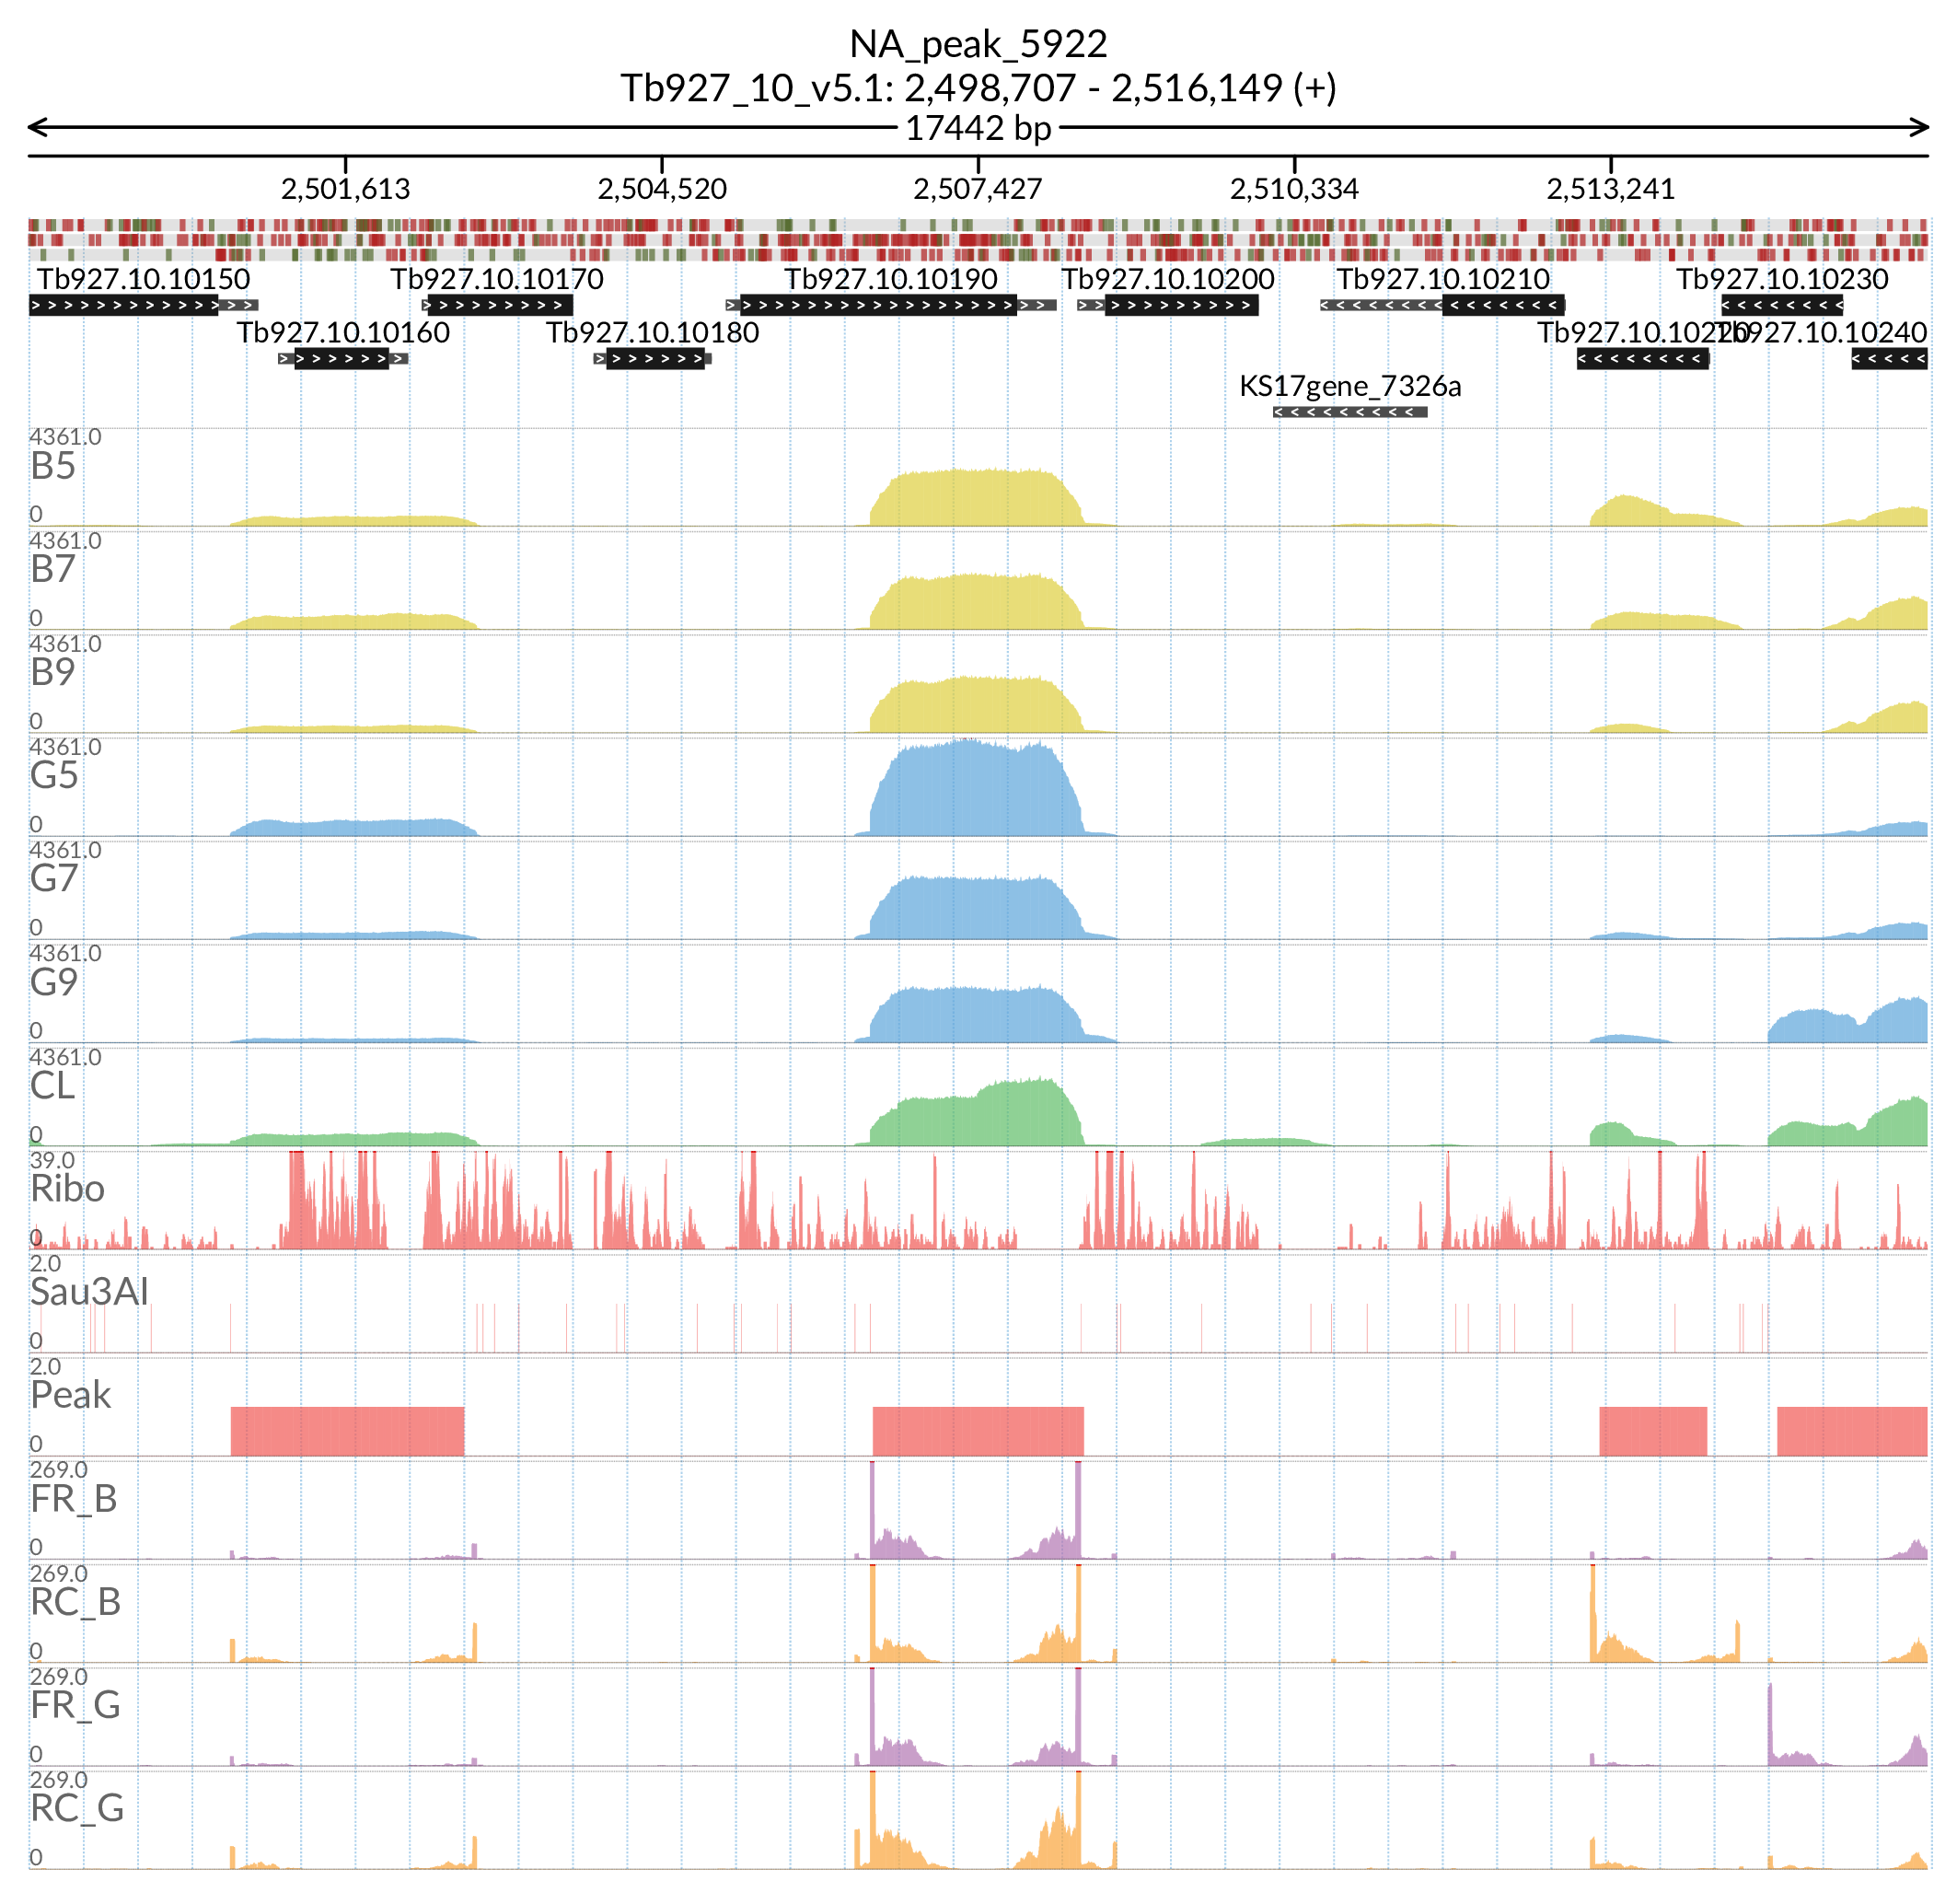 NA_peak_5922
Tb927_10_v5.1: 2,498,707 - 2,516,149 (+)
17442 bp
2,501,613 2,504,520 2,507,427 2,510,334 2,513,241
Tb927.10.10150 Tb927.10.10170 Tb927.10.10190 Tb927.10.10200 Tb927.10.10210 Tb927.10.10230
Tb927.10.10160 Tb927.10.10180 Tb927.10.10220 Tb927.10.10240
KS17gene_7326a
4361.0
B5
0
4361.0
B7
0
4361.0
B9
0
4361.0
G5
0
4361.0
G7
0
4361.0
G9
0
4361.0
CL
0
39.0
Ribo
0
2.0
Sau3AI
0
2.0
Peak
0
269.0
FR_B
0
269.0
RC_B
0
269.0
FR_G
0
269.0
RC_G
0